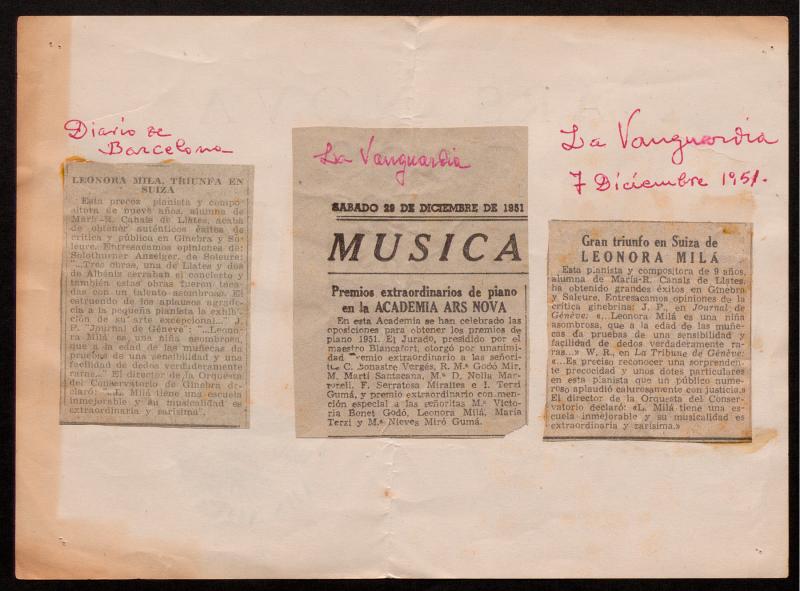 Diario de
Barcelona
LEONORA MILA, TRIUNFA EN
SUIZA
Esta precoz pianista y compo-
sitora de nueve años, alumna de
María-R. Canals de Llates, acaba
de obtener auténticos éxitos de
crítica y pública en Ginebra y So-
leure. Entresacamos opiniones de:
Solothurner Anzeiger, de Soleure:
"...Tres obras, una de Llates y dos
de Albéniz cerraban el concierto y
también estas obras fueron toca-
das con un talento asombroso. El
estruendo de los aplausos agrade-
cía a la pequeña pianista la exhibi-
ción de su arte excepcional..." J.
P. "Journal de Génève": "...Leono-
ra Milá es una niña asombrosa,
que a la edad de las muñecas da
pruebas de una sensibilidad y una
facilidad de dedos verdaderamente
raras..." El director de la Orquesta
del Conservatorio de Ginebra de-
claró: "...L. Milá tiene una escuela
inmejorable y su musicalidad es
extraordinaria y rarísima".
La Vanguardia
SABADO 29 DE DICIEMBRE DE 1951
MUSICA
Premios extraordinarios de piano
en la ACADEMIA ARS NOVA
En esta Academia se han celebrado las
oposiciones para obtener los premios de
piano 1951. El Jurado, presidido por el
maestro Blancafort, otorgó por unanimi-
dad premio extraordinario a las señori-
tas C. Bonastre Vergés, R. Mª Godó Mir,
M. Martí Santacana, M.ª D. Nolla Mar-
torell, F. Serratosa Miralles e I. Terzi
Gumá, y premio extraordinario con men-
ción especial a las señoritas M.ª Victo-
ria Bonet Godó, Leonora Milá, María
Terzi y M.ª Nieves Miró Gumá.
La Vanguardia
7 Diciembre 1951.
Gran triunfo en Suiza de
LEONORA MILÁ
Esta pianista y compositora de 9 años,
alumna de María-R. Canals de Llates,
ha obtenido grandes éxitos en Ginebra
y Saleure. Entresacamos opiniones de la
crítica ginebrina: J. P., en Journal de
Génève: «...Leonora Milá es una niña
asombrosa, que a la edad de las muñe-
cas da pruebas de una sensibilidad y
facilidad de dedos verdaderamente ra-
ras...» W. R., en La Tribune de Génève:
«...Es preciso reconocer una sorprenden-
te precocidad y unos dotes particulares
en esta pianista que un público nume-
roso aplaudió calurosamente con justicia.»
El director de la Orquesta del Conser-
vatorio declaró: «L. Milá tiene una es-
cuela inmejorable y su musicalidad es
extraordinaria y rarísima.»